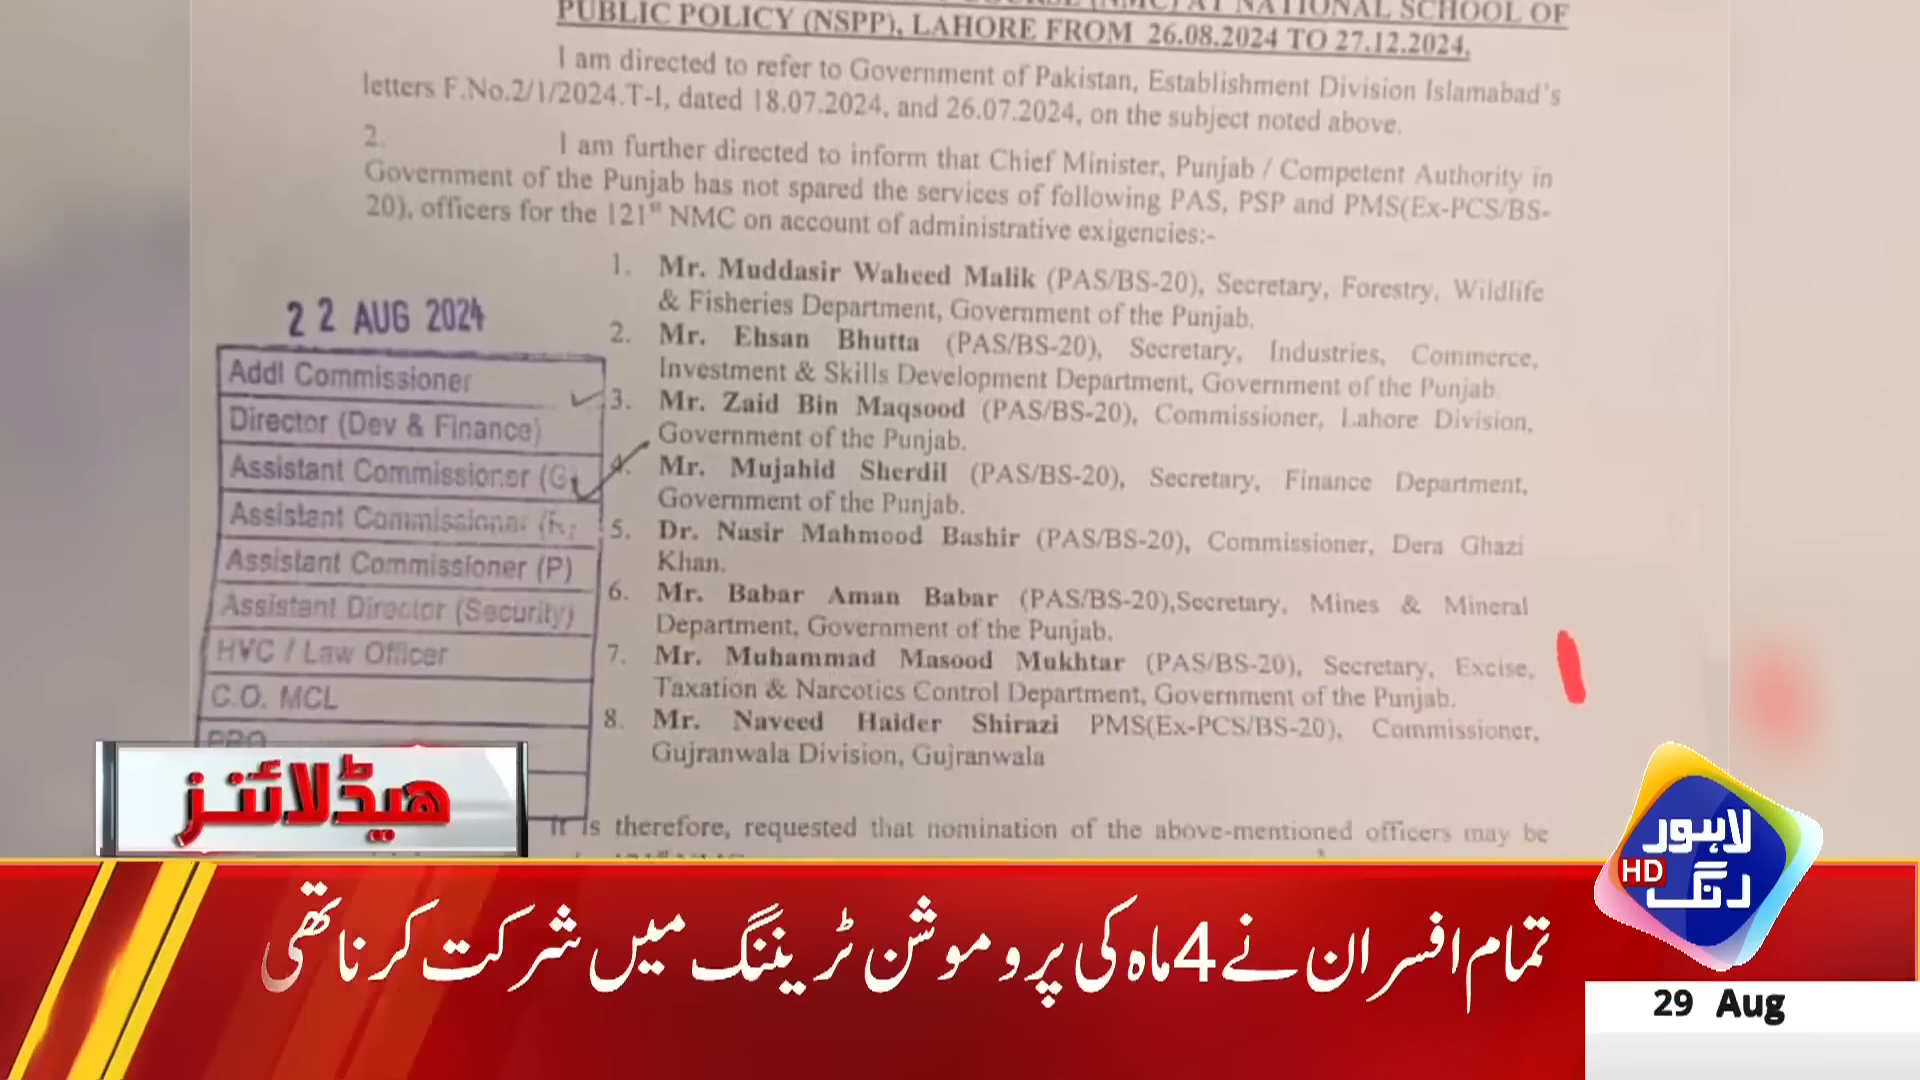 PUBLIC POLICY (NSPP), LAHORE FROM 26.08.2024 TO 27.12.2024.
I am directed to refer to Government of Pakistan, Establishment Division Islamabad's
letters F.No.2/1/2024.T-I, dated 18.07.2024, and 26.07.2024, on the subject noted above.
2. I am further directed to inform that Chief Minister, Punjab / Competent Authority in
Government of the Punjab has not spared the services of following PAS, PSP and PMS(Ex-PCS/BS-
20), officers for the 121st NMC on account of administrative exigencies:-
1. Mr. Muddasir Waheed Malik (PAS/BS-20), Secretary, Forestry, Wildlife
& Fisheries Department, Government of the Punjab.
2. Mr. Ehsan Bhutta (PAS/BS-20), Secretary, Industries, Commerce,
Investment & Skills Development Department, Government of the Punjab.
3. Mr. Zaid Bin Maqsood (PAS/BS-20), Commissioner, Lahore Division,
Government of the Punjab.
4. Mr. Mujahid Sherdil (PAS/BS-20), Secretary, Finance Department,
Government of the Punjab.
5. Dr. Nasir Mahmood Bashir (PAS/BS-20), Commissioner, Dera Ghazi
Khan.
6. Mr. Babar Aman Babar (PAS/BS-20),Secretary, Mines & Mineral
Department, Government of the Punjab.
7. Mr. Muhammad Masood Mukhtar (PAS/BS-20), Secretary, Excise,
Taxation & Narcotics Control Department, Government of the Punjab.
8. Mr. Naveed Haider Shirazi PMS(Ex-PCS/BS-20), Commissioner,
Gujranwala Division, Gujranwala
It is therefore, requested that nomination of the above-mentioned officers may be
22 AUG 2024
Addl Commissioner
Director (Dev & Finance)
Assistant Commissioner (G
Assistant Commissioner (R
Assistant Commissioner (P)
Assistant Director (Security)
HVC / Law Officer
C.O. MCL
PRO
ھیڈلائنز
تمام افسران نے 4 ماہ کی پروموشن ٹریننگ میں شرکت کرنا تھی
لاہور
HD رنگ
29 Aug